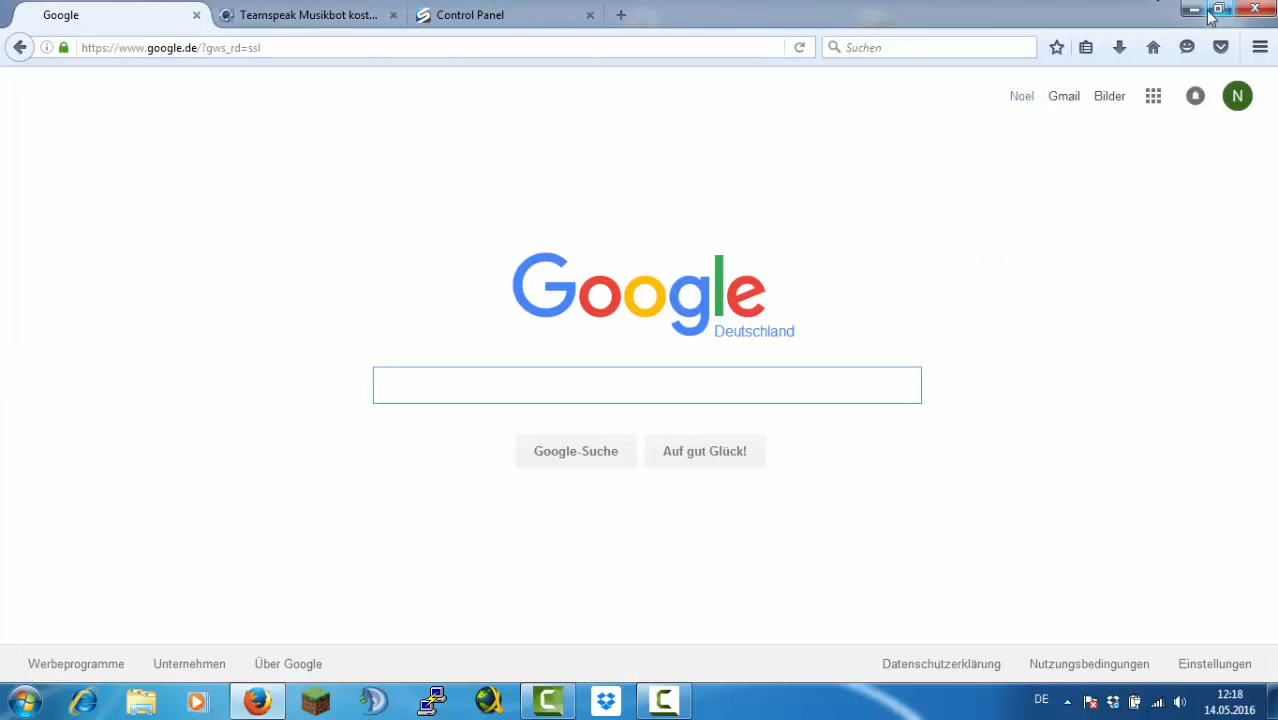 Google
Teamspeak Musikbot kost...
Control Panel
https://www.google.de/?gws_rd=ssl
Suchen
Noel Gmail Bilder
N
Google
Deutschland
Google-Suche
Auf gut Glück!
Werbeprogramme Unternehmen Über Google
Datenschutzerklärung Nutzungsbedingungen Einstellungen
DE
12:18
14.05.2016